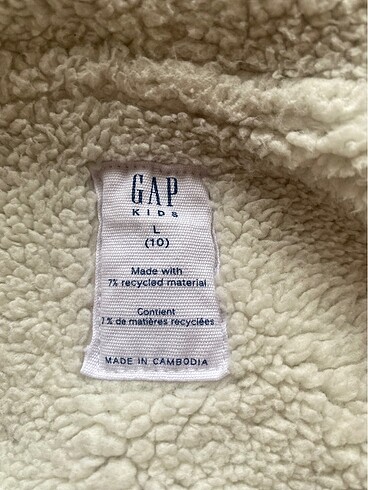 GAP
KIDS
L
(10)
Made with
7% recycled material
Contient
7% de matières recyclées
MADE IN CAMBODIA